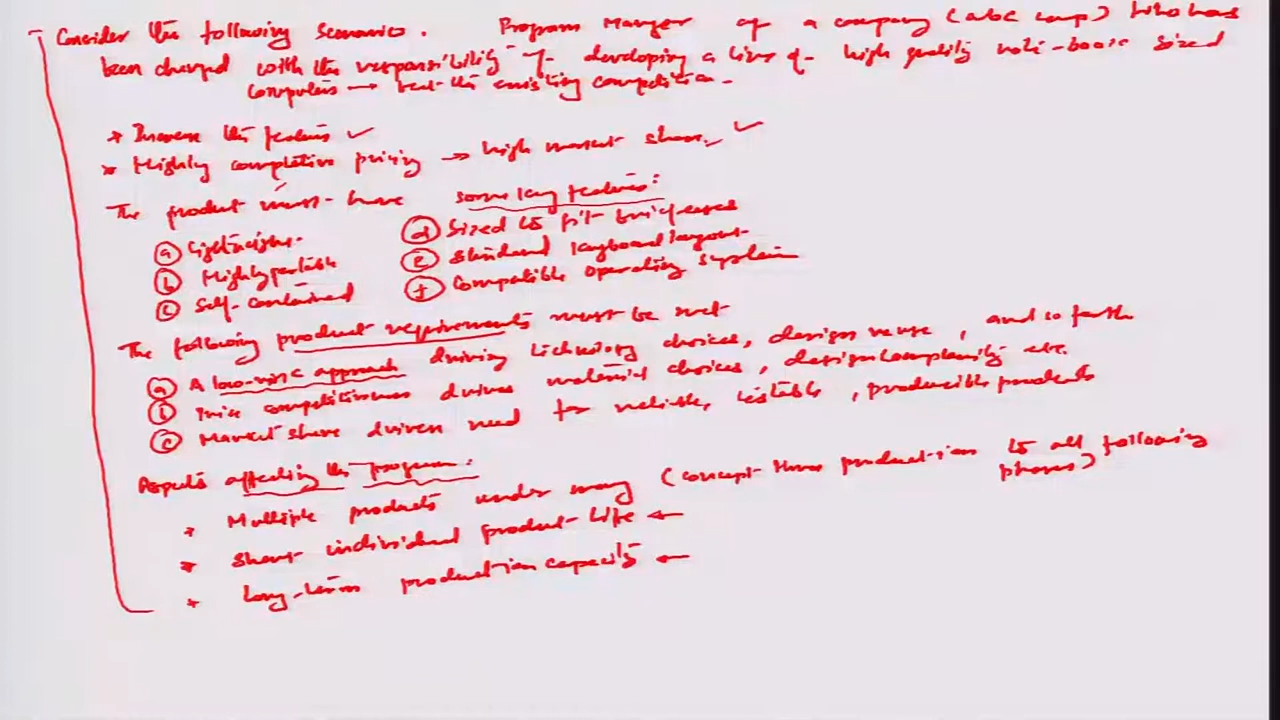 Consider the following Scenarios. Program Manger of a company (abc comp) who has
been charged with the responsibility of developing a lines of high quality note-book sized
Computers → beat the existing competition -
* Increase the features ✓
* Highly competitive pricing → high market share ✓
The product must have some key features:
(a) Lightweight (d) Sized to fit briefcases
(b) Highly portable (e) Standard keyboard layout
(c) Self-contained (f) Compatible operating system
The following product requirements must be met
(a) A low-risk approach driving technology choices, design reuse, and so forth
(b) Price competitiveness drives material choices, design complexity etc.
(c) Market share driven need for reliable, testable, producible products
Aspects affecting the program:
* Multiple products under way (concept thru production to all following phases)
* Short individual product life ←
* Long-term production capacity ←